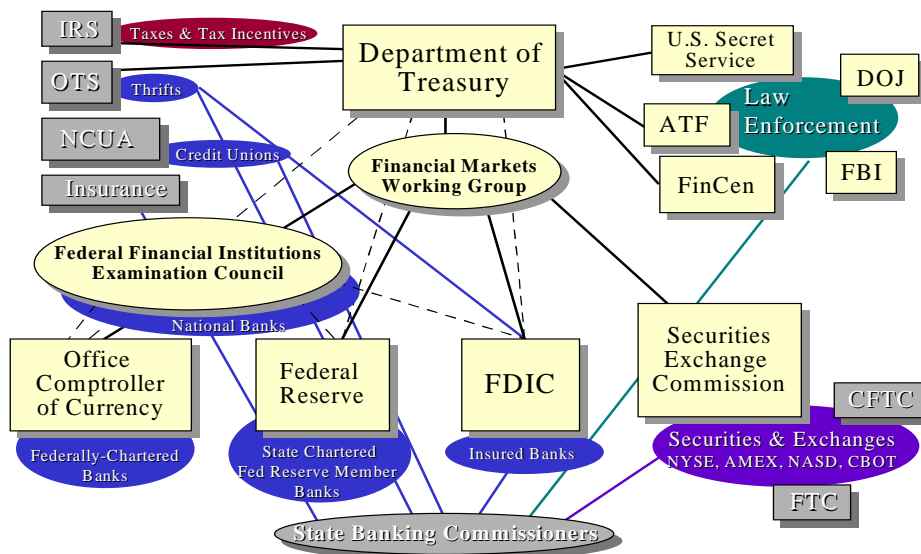 IRS
Taxes & Tax Incentives
Department of
Treasury
U.S. Secret
Service
DOJ
OTS
Thrifts
Law
Enforcement
ATF
NCUA
Credit Unions
Financial Markets
Working Group
FinCen
FBI
Insurance
Federal Financial Institutions
Examination Council
National Banks
Office
Comptroller
of Currency
Federal
Reserve
FDIC
Securities
Exchange
Commission
CFTC
Federally-Chartered
Banks
State Chartered
Fed Reserve Member
Banks
Insured Banks
Securities & Exchanges
NYSE, AMEX, NASD, CBOT
FTC
State Banking Commissioners